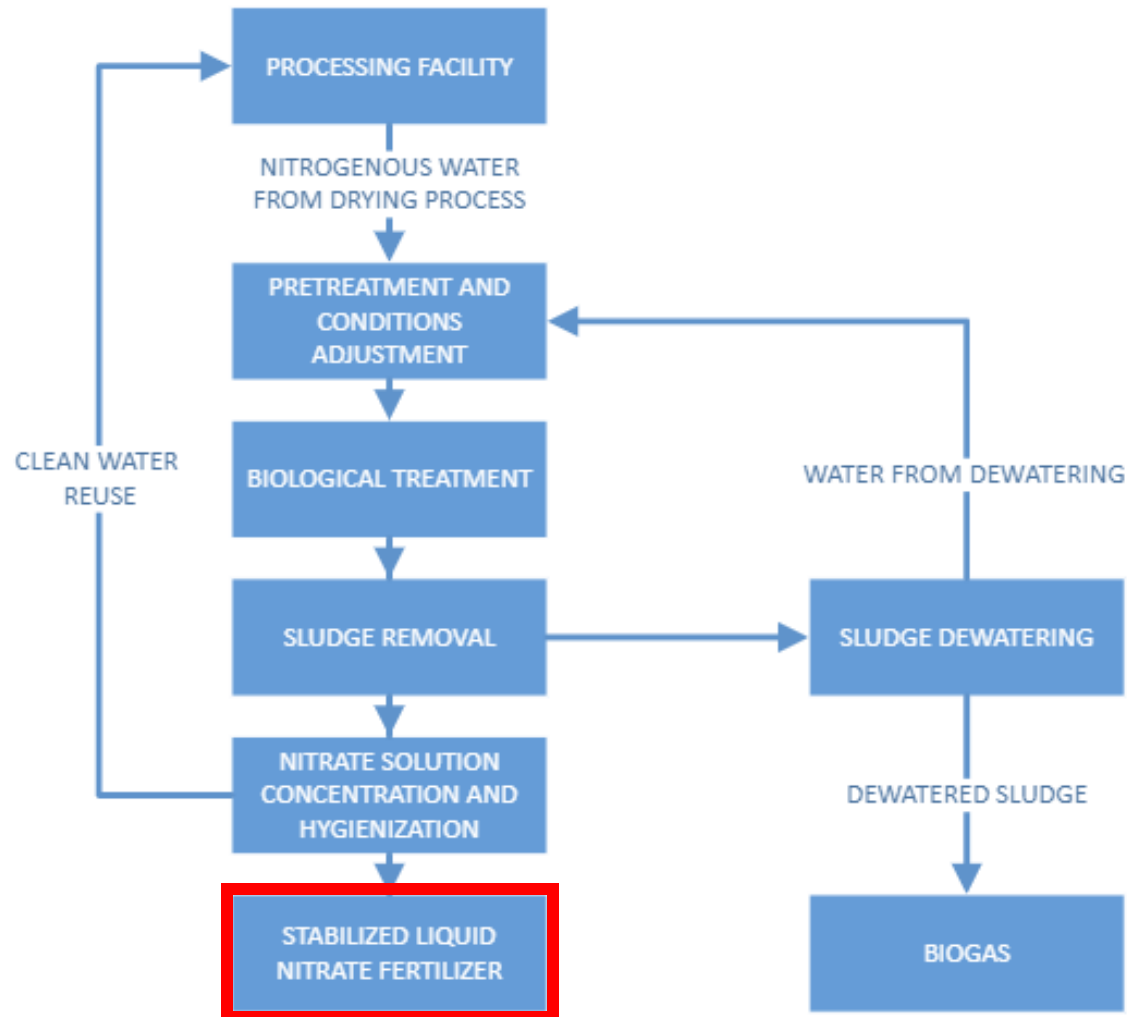 PROCESSING FACILITY
NITROGENOUS WATER
FROM DRYING PROCESS
PRETREATMENT AND
CONDITIONS
ADJUSTMENT
BIOLOGICAL TREATMENT
CLEAN WATER
REUSE
WATER FROM DEWATERING
SLUDGE REMOVAL
SLUDGE DEWATERING
NITRATE SOLUTION
CONCENTRATION AND
HYGIENIZATION
DEWATERED SLUDGE
STABILIZED LIQUID
NITRATE FERTILIZER
BIOGAS